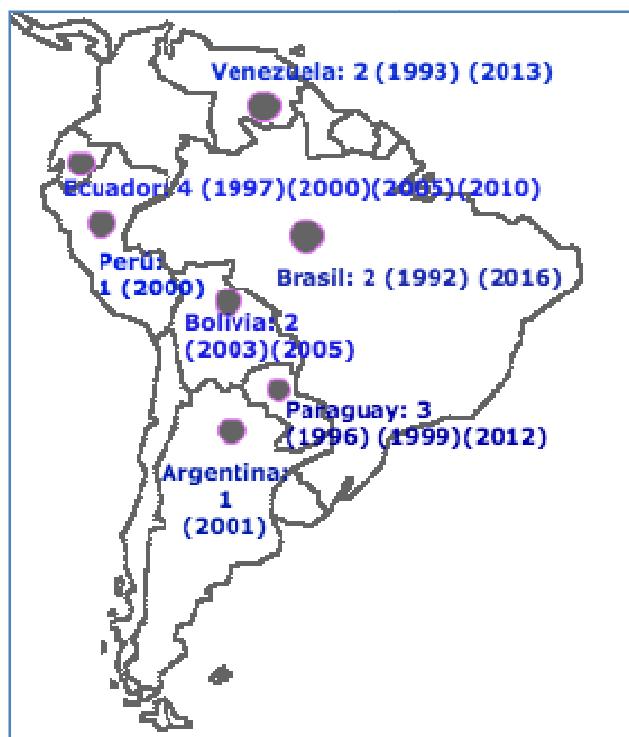 Venezuela: 2 (1993) (2013)
Ecuador: 4 (1997)(2000)(2005)(2010)
Perú:
1 (2000)
Brasil: 2 (1992) (2016)
Bolivia: 2
(2003)(2005)
Paraguay: 3
(1996) (1999)(2012)
Argentina:
1
(2001)